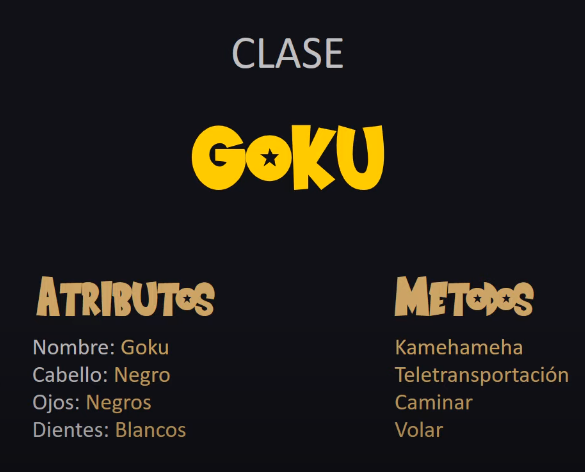 CLASE
GOKU
ATRIBUTOS
Nombre: Goku
Cabello: Negro
Ojos: Negros
Dientes: Blancos
METODOS
Kamehameha
Teletransportación
Caminar
Volar